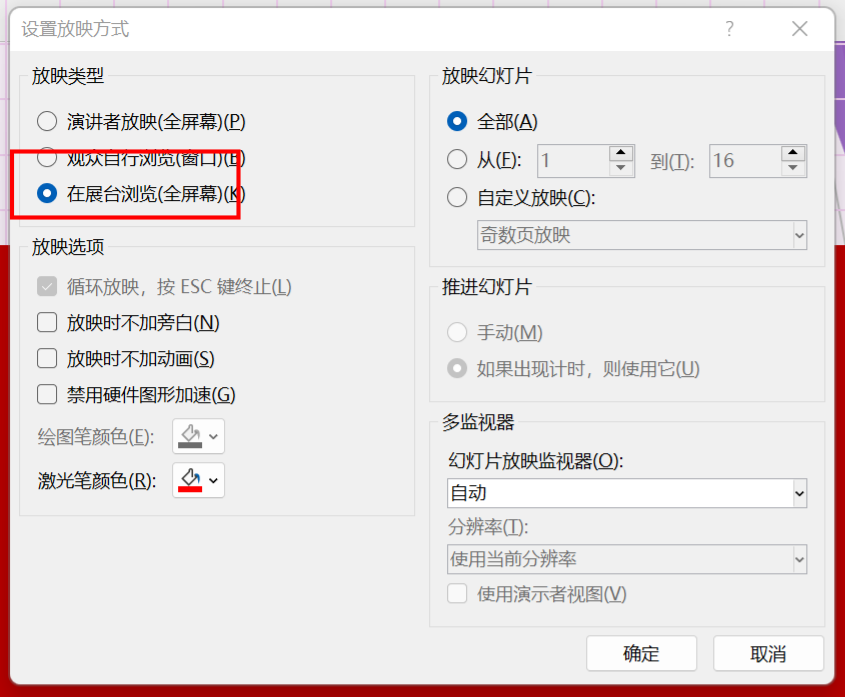 设置放映方式
放映类型
演讲者放映(全屏幕)(P)
观众自行浏览(窗口)(B)
在展台浏览(全屏幕)(K)
放映选项
循环放映，按 ESC 键终止(L)
放映时不加旁白(N)
放映时不加动画(S)
禁用硬件图形加速(G)
绘图笔颜色(E):
激光笔颜色(R):
放映幻灯片
全部(A)
从(F): 1 到(T): 16
自定义放映(C):
奇数页放映
推进幻灯片
手动(M)
如果出现计时，则使用它(U)
多监视器
幻灯片放映监视器(O):
自动
分辨率(T):
使用当前分辨率
使用演示者视图(V)
确定 取消